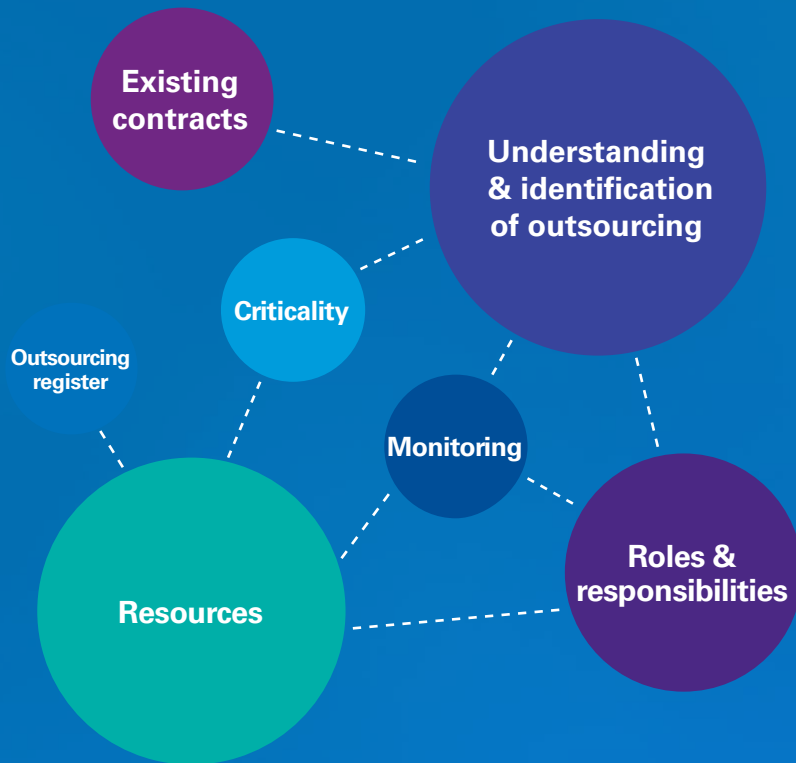 Existing
contracts
Understanding
& identification
of outsourcing
Criticality
Outsourcing
register
Monitoring
Roles &
responsibilities
Resources